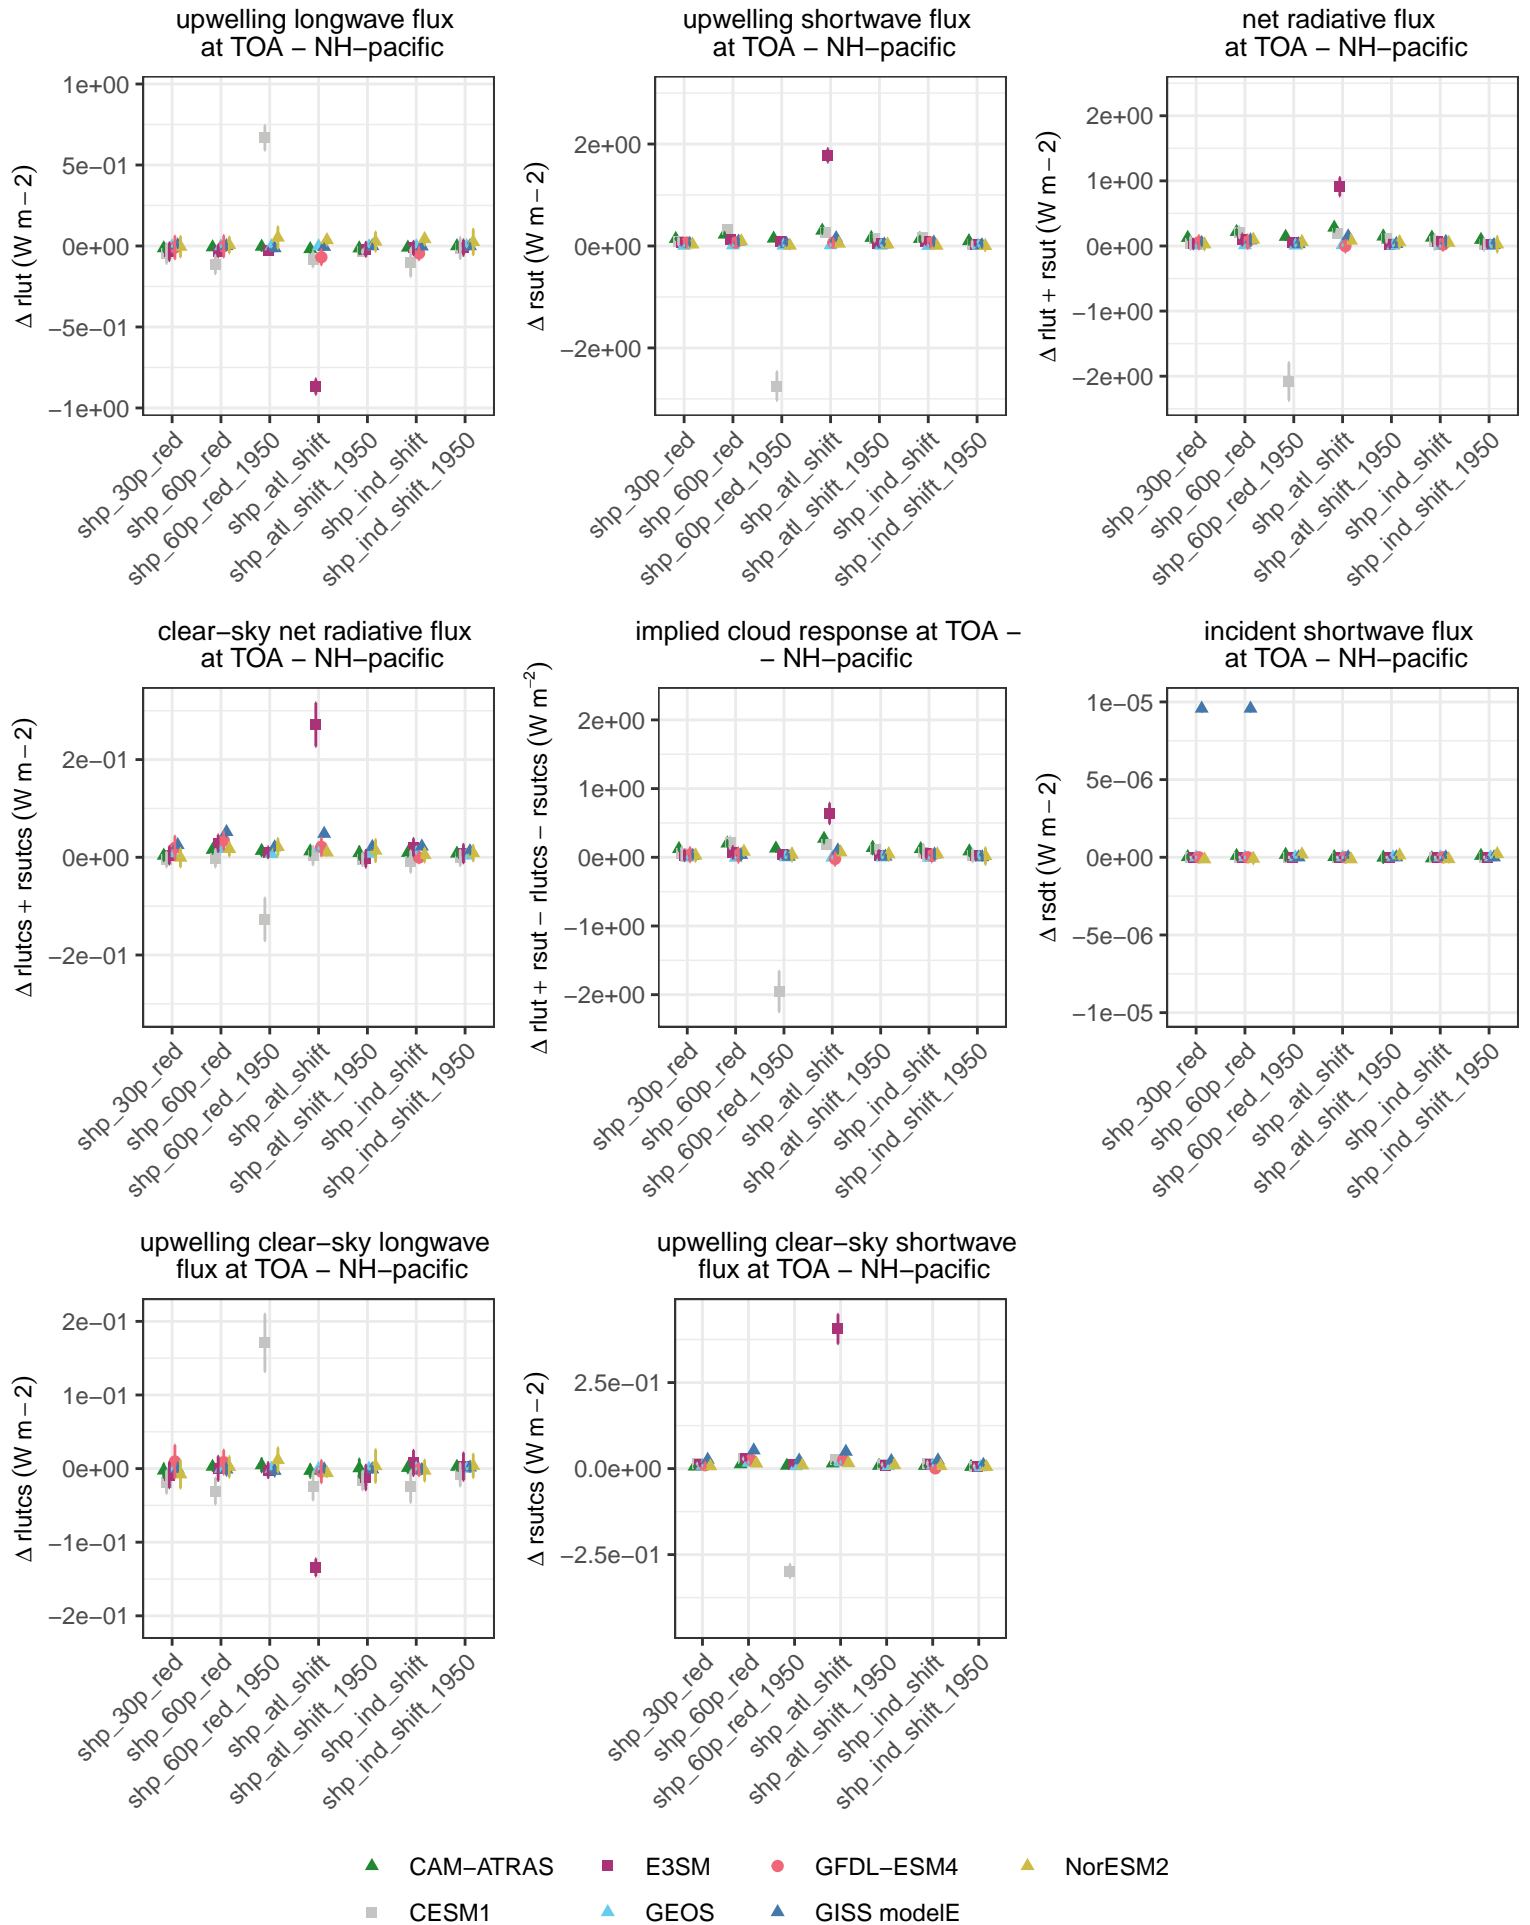 upwelling longwave flux
at TOA − NH−pacific
Δ rlut (W m − 2)
1e+00
5e−01
0e+00
−5e−01
−1e+00
shp_30p_red
shp_60p_red
shp_60p_red_1950
shp_atl_shift
shp_atl_shift_1950
shp_ind_shift
shp_ind_shift_1950
upwelling shortwave flux
at TOA − NH−pacific
Δ rsut (W m − 2)
2e+00
0e+00
−2e+00
shp_30p_red
shp_60p_red
shp_60p_red_1950
shp_atl_shift
shp_atl_shift_1950
shp_ind_shift
shp_ind_shift_1950
net radiative flux
at TOA − NH−pacific
Δ rlut + rsut (W m − 2)
2e+00
1e+00
0e+00
−1e+00
−2e+00
shp_30p_red
shp_60p_red
shp_60p_red_1950
shp_atl_shift
shp_atl_shift_1950
shp_ind_shift
shp_ind_shift_1950
clear−sky net radiative flux
at TOA − NH−pacific
Δ rlutcs + rsutcs (W m − 2)
2e−01
0e+00
−2e−01
shp_30p_red
shp_60p_red
shp_60p_red_1950
shp_atl_shift
shp_atl_shift_1950
shp_ind_shift
shp_ind_shift_1950
implied cloud response at TOA −
− NH−pacific
Δ rlut + rsut − rlutcs − rsutcs (W m⁻²)
2e+00
1e+00
0e+00
−1e+00
−2e+00
shp_30p_red
shp_60p_red
shp_60p_red_1950
shp_atl_shift
shp_atl_shift_1950
shp_ind_shift
shp_ind_shift_1950
incident shortwave flux
at TOA − NH−pacific
Δ rsdt (W m − 2)
1e−05
5e−06
0e+00
−5e−06
−1e−05
shp_30p_red
shp_60p_red
shp_60p_red_1950
shp_atl_shift
shp_atl_shift_1950
shp_ind_shift
shp_ind_shift_1950
upwelling clear−sky longwave
flux at TOA − NH−pacific
Δ rlutcs (W m − 2)
2e−01
1e−01
0e+00
−1e−01
−2e−01
shp_30p_red
shp_60p_red
shp_60p_red_1950
shp_atl_shift
shp_atl_shift_1950
shp_ind_shift
shp_ind_shift_1950
upwelling clear−sky shortwave
flux at TOA − NH−pacific
Δ rsutcs (W m − 2)
2.5e−01
0.0e+00
−2.5e−01
shp_30p_red
shp_60p_red
shp_60p_red_1950
shp_atl_shift
shp_atl_shift_1950
shp_ind_shift
shp_ind_shift_1950
CAM−ATRAS E3SM GFDL−ESM4 NorESM2
CESM1 GEOS GISS modelE